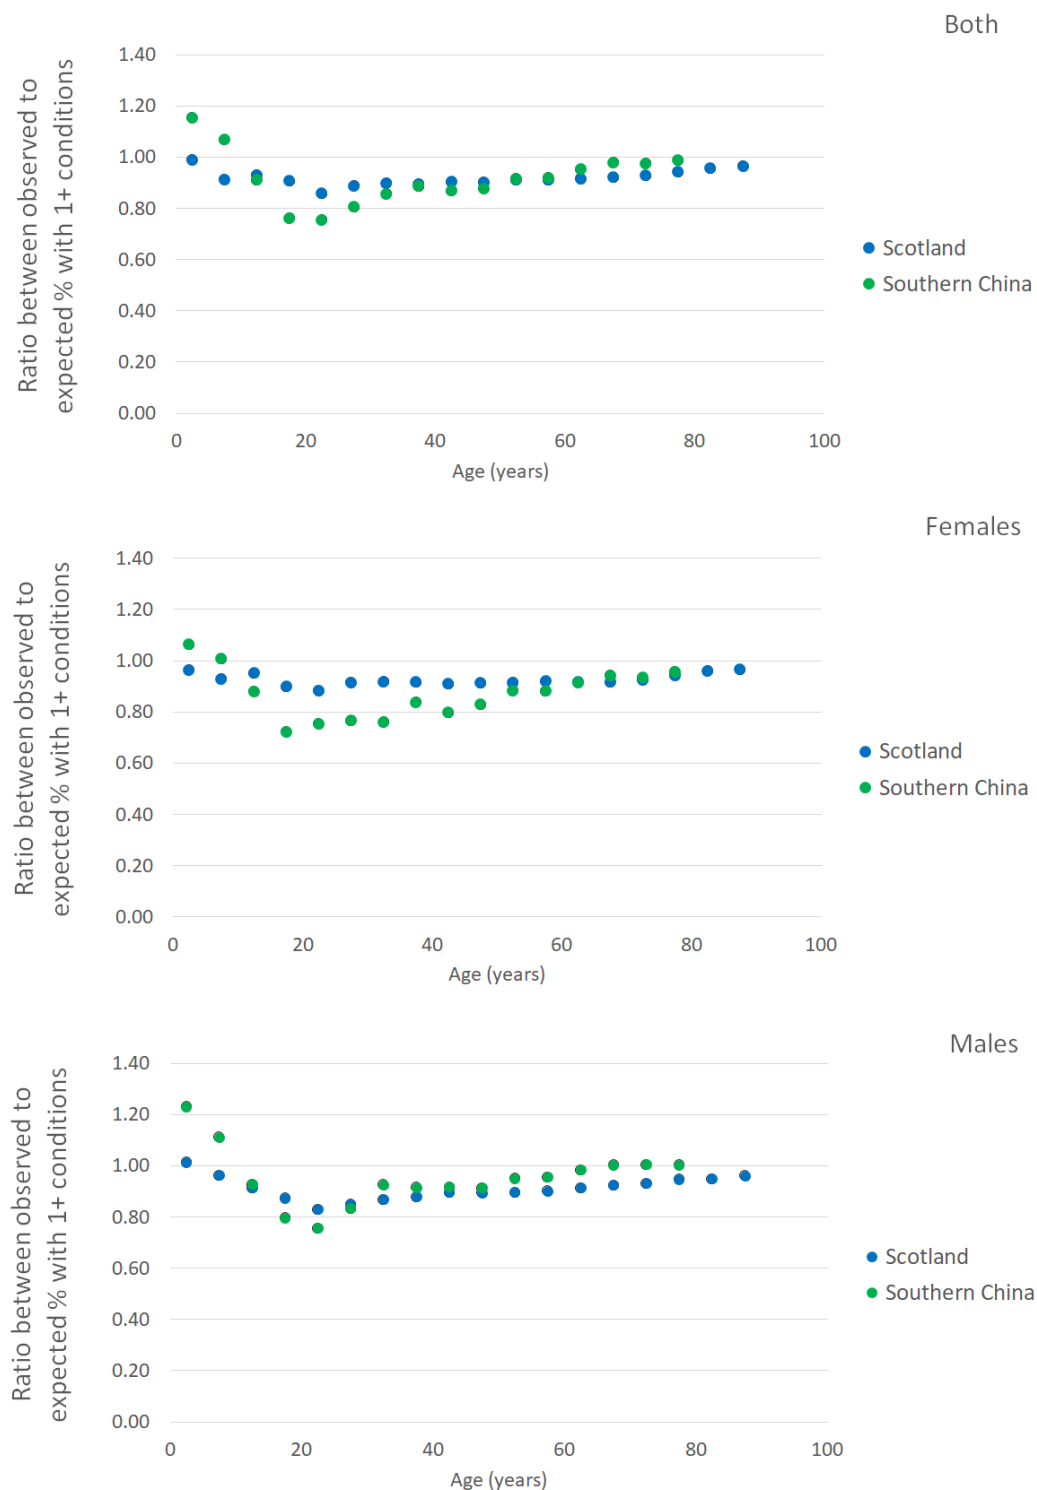 Both
Ratio between observed to
expected % with 1+ conditions
1.40
1.20
1.00
0.80
0.60
0.40
0.20
0.00
0 20 40 60 80 100
Age (years)
Scotland
Southern China
Females
Ratio between observed to
expected % with 1+ conditions
1.40
1.20
1.00
0.80
0.60
0.40
0.20
0.00
0 20 40 60 80 100
Age (years)
Scotland
Southern China
Males
Ratio between observed to
expected % with 1+ conditions
1.40
1.20
1.00
0.80
0.60
0.40
0.20
0.00
0 20 40 60 80 100
Age (years)
Scotland
Southern China